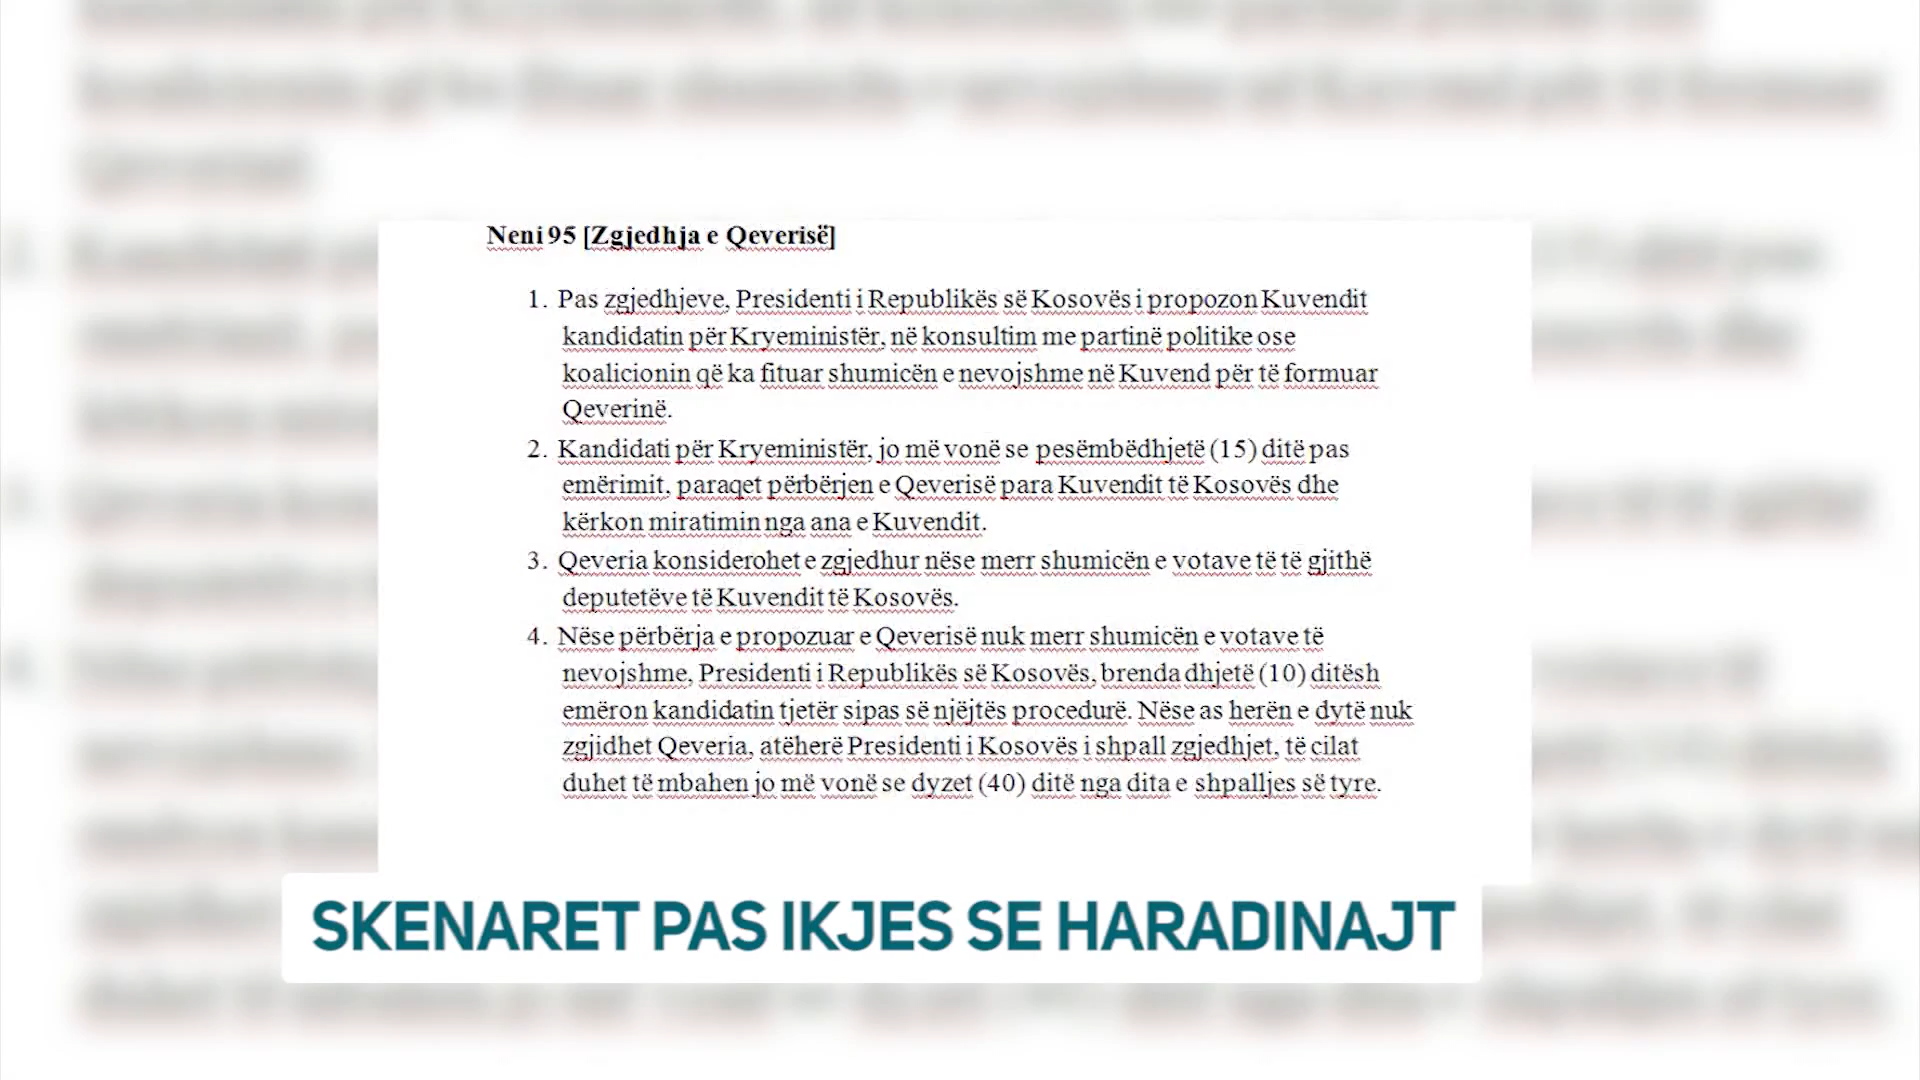 Neni 95 [Zgjedhja e Qeverisë]
1. Pas zgjedhjeve, Presidenti i Republikës së Kosovës i propozon Kuvendit
kandidatin për Kryeministër, në konsultim me partinë politike ose
koalicionin që ka fituar shumicën e nevojshme në Kuvend për të formuar
Qeverinë.
2. Kandidati për Kryeministër, jo më vonë se pesëmbëdhjetë (15) ditë pas
emërimit, paraqet përbërjen e Qeverisë para Kuvendit të Kosovës dhe
kërkon miratimin nga ana e Kuvendit.
3. Qeveria konsiderohet e zgjedhur nëse merr shumicën e votave të të gjithë
deputetëve të Kuvendit të Kosovës.
4. Nëse përbërja e propozuar e Qeverisë nuk merr shumicën e votave të
nevojshme, Presidenti i Republikës së Kosovës, brenda dhjetë (10) ditësh
emëron kandidatin tjetër sipas së njëjtës procedurë. Nëse as herën e dytë nuk
zgjidhet Qeveria, atëherë Presidenti i Kosovës i shpall zgjedhjet, të cilat
duhet të mbahen jo më vonë se dyzet (40) ditë nga dita e shpalljes së tyre.
SKENARET PAS IKJES SE HARADINAJT